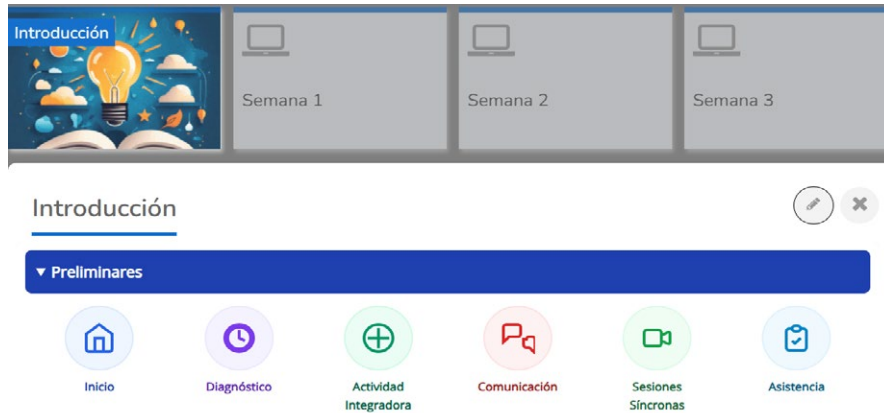 Introducción
Semana 1
Semana 2
Semana 3
Introducción
Preliminares
Inicio
Diagnóstico
Actividad
Integradora
Comunicación
Sesiones
Síncronas
Asistencia